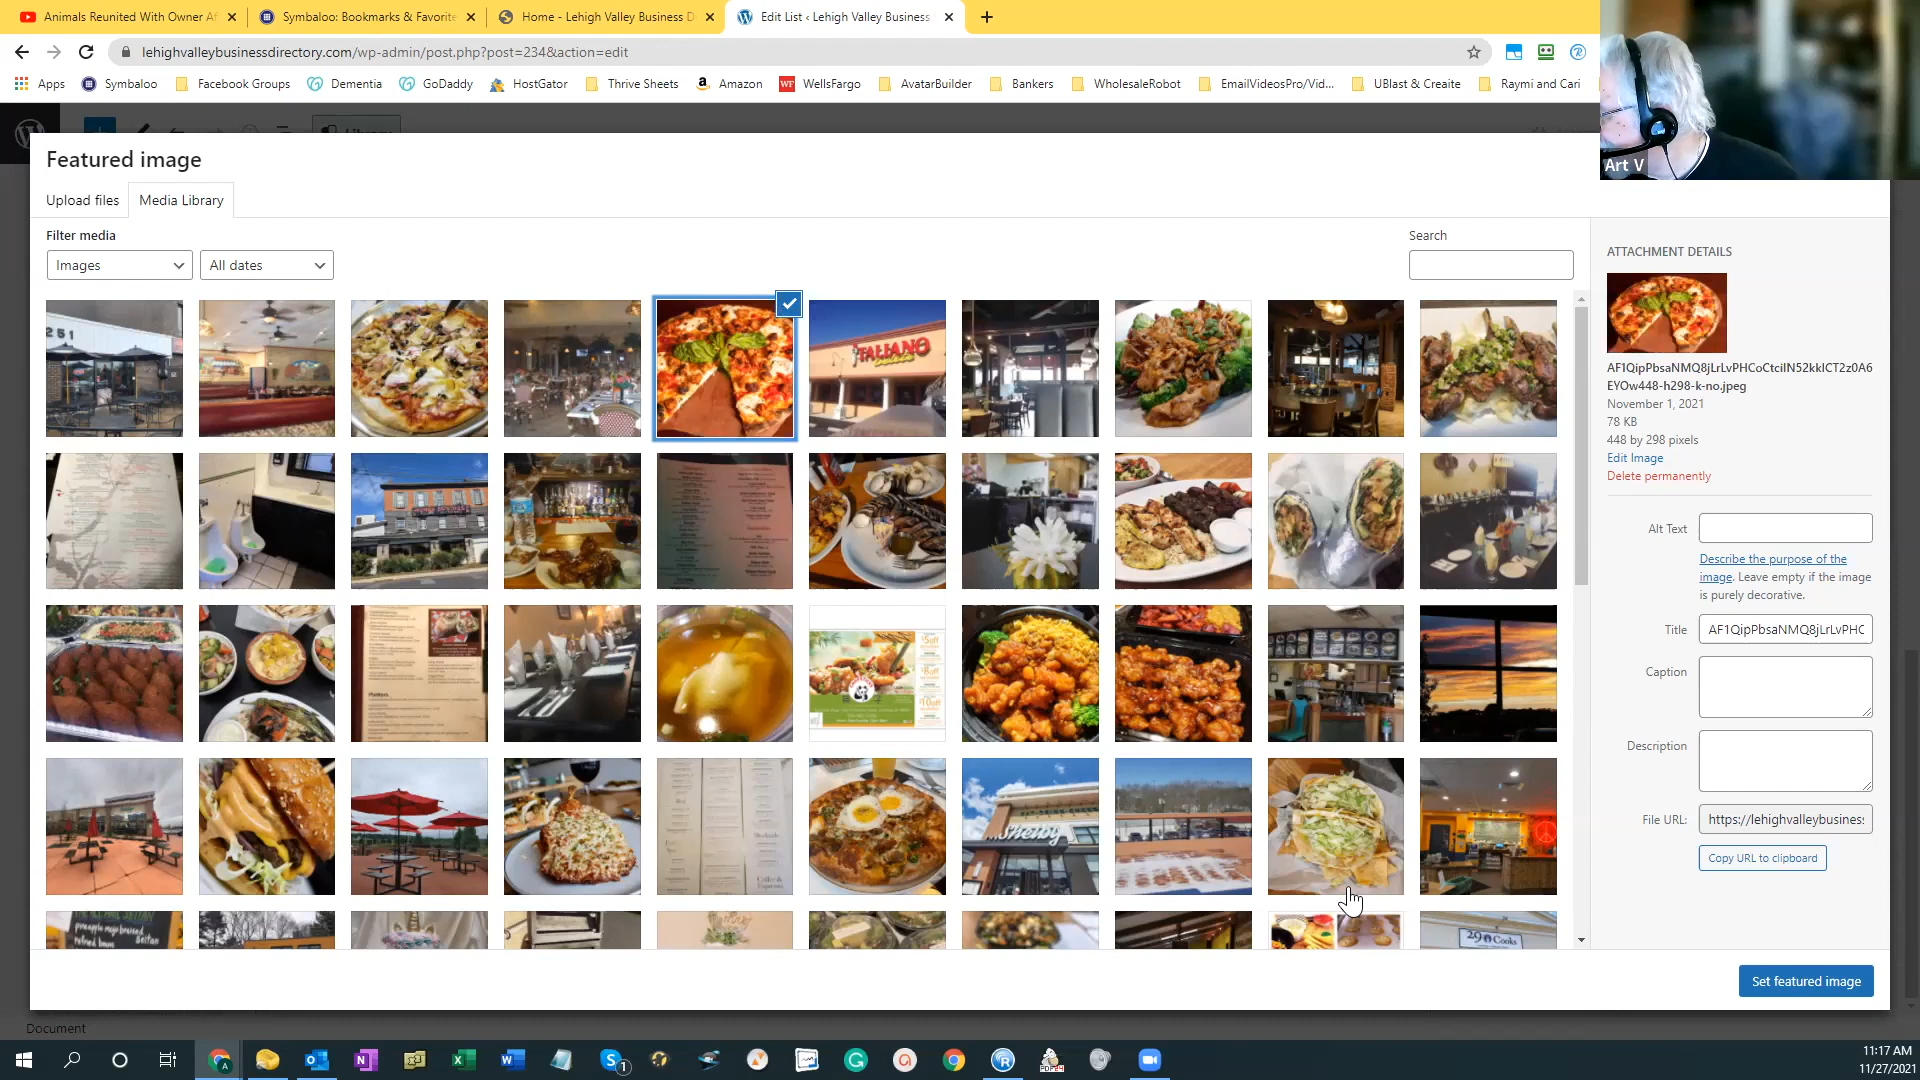 Animals Reunited With Owner Af
Symbaloo: Bookmarks & Favorite
Home - Lehigh Valley Business D
Edit List ‹ Lehigh Valley Business
lehighvalleybusinessdirectory.com/wp-admin/post.php?post=234&action=edit
Apps
Symbaloo
Facebook Groups
Dementia
GoDaddy
HostGator
Thrive Sheets
Amazon
WellsFargo
AvatarBuilder
Bankers
WholesaleRobot
EmailVideosPro/Vid...
UBlast & Creaite
Raymi and Cari
Art V
Featured image
Upload files
Media Library
Filter media
Images
All dates
Search
251
ITALIANO
Shelby
29 Cooks
ATTACHMENT DETAILS
AF1QipPbsaNMQ8jLrLvPHCoCtciIN52kkICT2z0A6
EYOw448-h298-k-no.jpeg
November 1, 2021
78 KB
448 by 298 pixels
Edit Image
Delete permanently
Alt Text
Describe the purpose of the
image. Leave empty if the image
is purely decorative.
Title
AF1QipPbsaNMQ8jLrLvPHC
Caption
Description
File URL:
https://lehighvalleybusiness
Copy URL to clipboard
Set featured image
Document
11:17 AM
11/27/2021